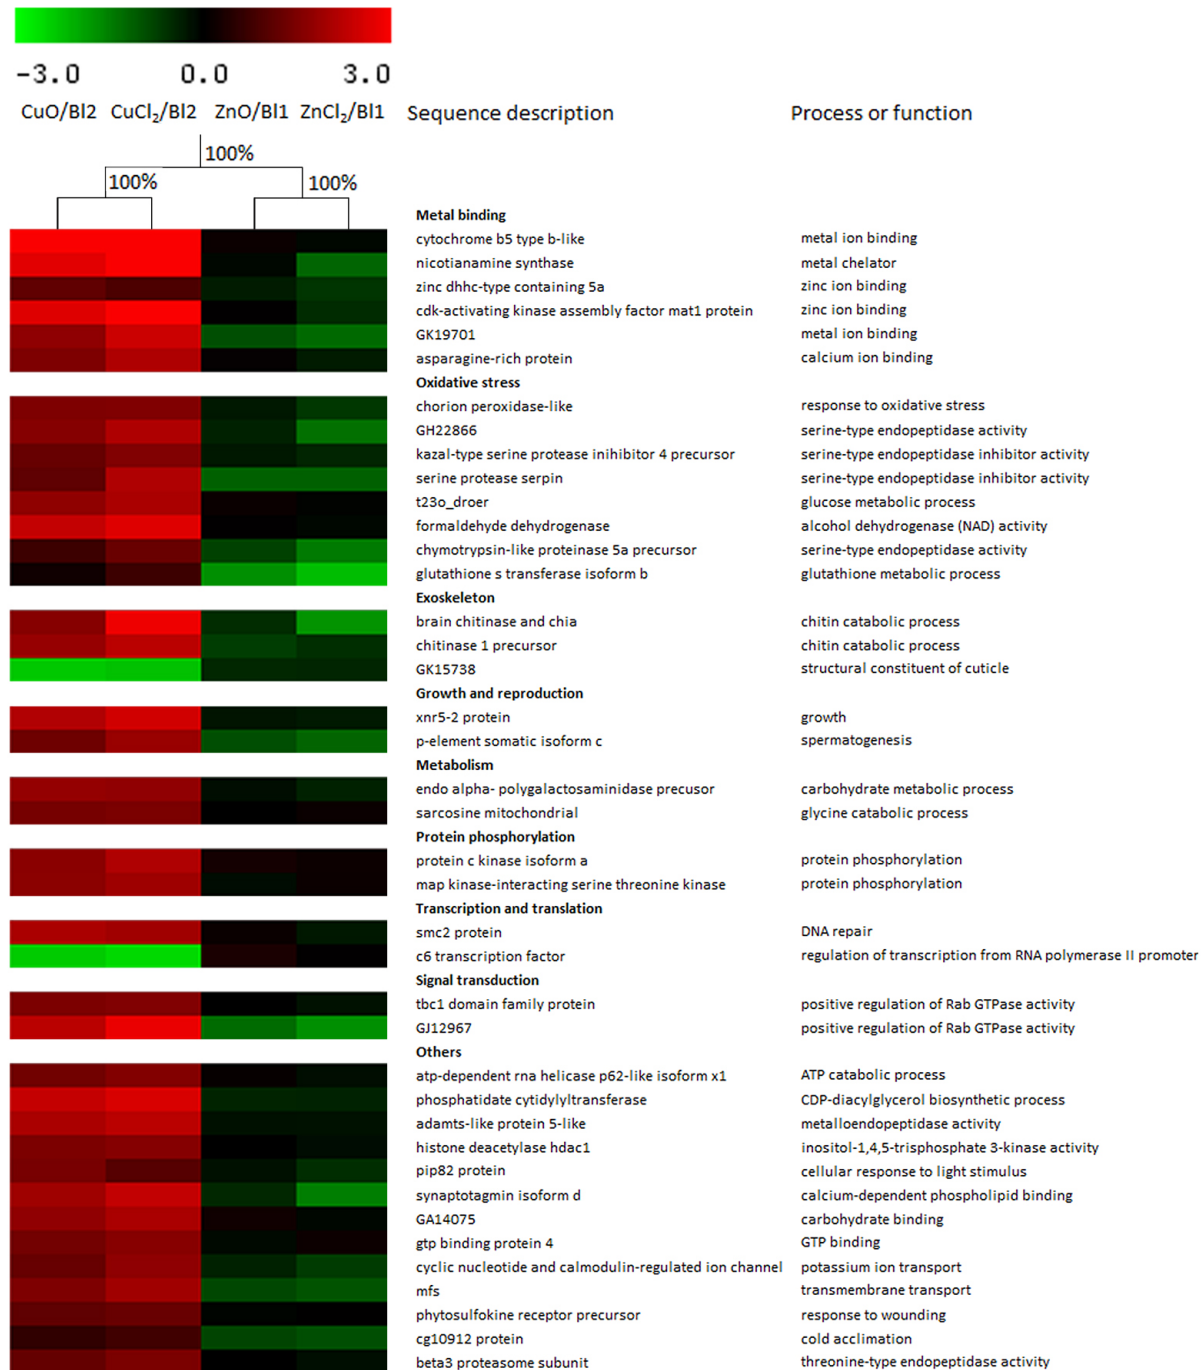 -3.0 0.0 3.0
CuO/Bl2 CuCl₂/Bl2 ZnO/Bl1 ZnCl₂/Bl1 Sequence description Process or function
100%
100% 100%
Metal binding
cytochrome b5 type b-like metal ion binding
nicotianamine synthase metal chelator
zinc dhhc-type containing 5a zinc ion binding
cdk-activating kinase assembly factor mat1 protein zinc ion binding
GK19701 metal ion binding
asparagine-rich protein calcium ion binding
Oxidative stress
chorion peroxidase-like response to oxidative stress
GH22866 serine-type endopeptidase activity
kazal-type serine protease inihibitor 4 precursor serine-type endopeptidase inhibitor activity
serine protease serpin serine-type endopeptidase inhibitor activity
t23o_droer glucose metabolic process
formaldehyde dehydrogenase alcohol dehydrogenase (NAD) activity
chymotrypsin-like proteinase 5a precursor serine-type endopeptidase activity
glutathione s transferase isoform b glutathione metabolic process
Exoskeleton
brain chitinase and chia chitin catabolic process
chitinase 1 precursor chitin catabolic process
GK15738 structural constituent of cuticle
Growth and reproduction
xnr5-2 protein growth
p-element somatic isoform c spermatogenesis
Metabolism
endo alpha- polygalactosaminidase precusor carbohydrate metabolic process
sarcosine mitochondrial glycine catabolic process
Protein phosphorylation
protein c kinase isoform a protein phosphorylation
map kinase-interacting serine threonine kinase protein phosphorylation
Transcription and translation
smc2 protein DNA repair
c6 transcription factor regulation of transcription from RNA polymerase II promoter
Signal transduction
tbc1 domain family protein positive regulation of Rab GTPase activity
GJ12967 positive regulation of Rab GTPase activity
Others
atp-dependent rna helicase p62-like isoform x1 ATP catabolic process
phosphatidate cytidylyltransferase CDP-diacylglycerol biosynthetic process
adamts-like protein 5-like metalloendopeptidase activity
histone deacetylase hdac1 inositol-1,4,5-trisphosphate 3-kinase activity
pip82 protein cellular response to light stimulus
synaptotagmin isoform d calcium-dependent phospholipid binding
GA14075 carbohydrate binding
gtp binding protein 4 GTP binding
cyclic nucleotide and calmodulin-regulated ion channel potassium ion transport
mfs transmembrane transport
phytosulfokine receptor precursor response to wounding
cg10912 protein cold acclimation
beta3 proteasome subunit threonine-type endopeptidase activity